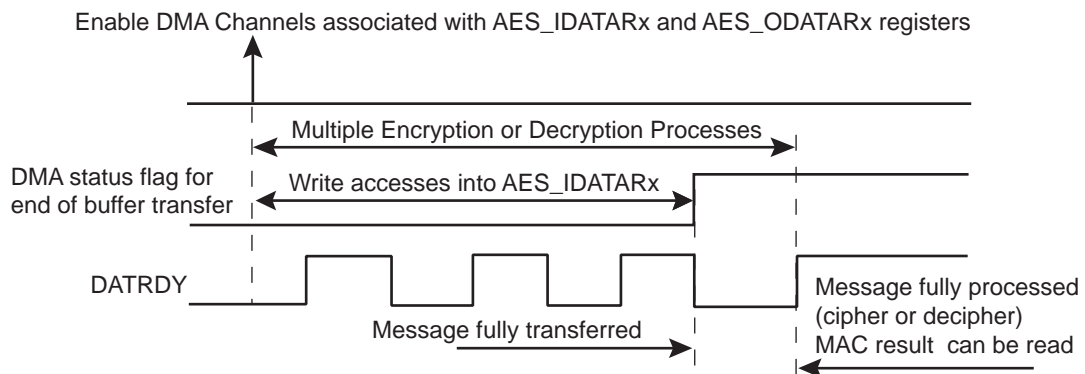 Enable DMA Channels associated with AES_IDATARx and AES_ODATARx registers
Multiple Encryption or Decryption Processes
DMA status flag for
end of buffer transfer
Write accesses into AES_IDATARx
DATRDY
Message fully transferred
Message fully processed
(cipher or decipher)
MAC result can be read